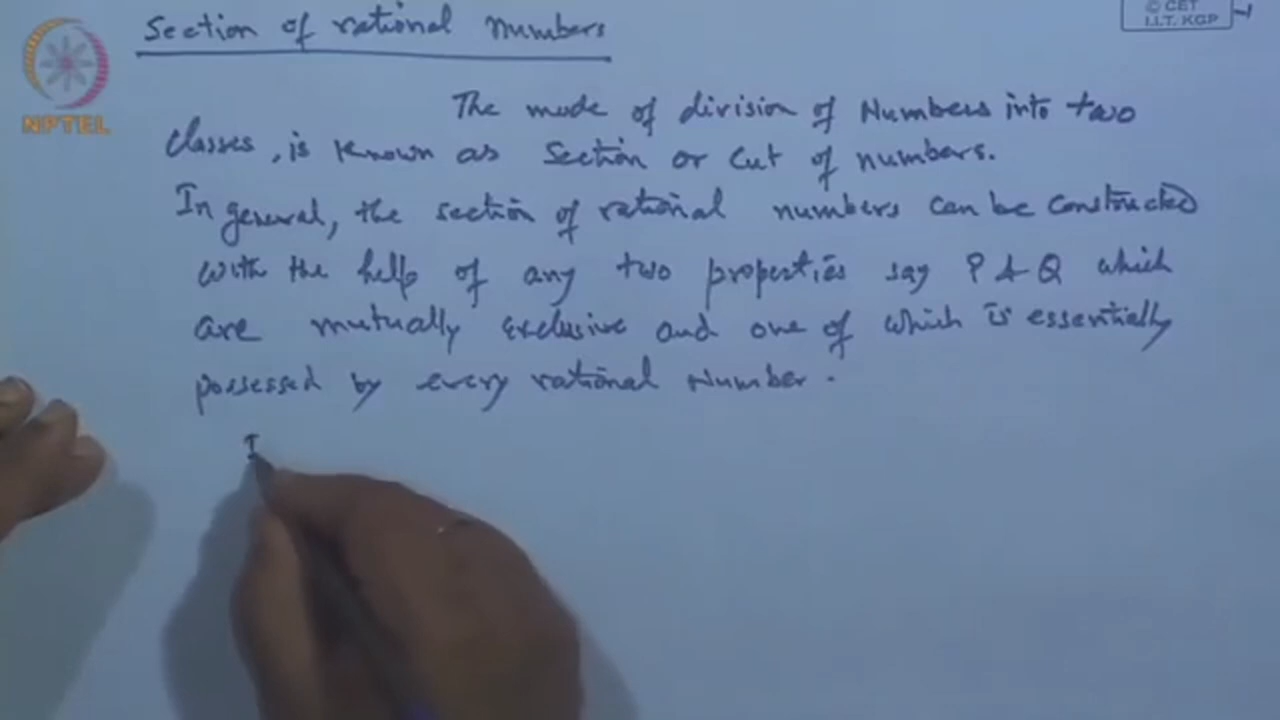 © CET
I.I.T. KGP
NPTEL
Section of rational numbers
The mode of division of Numbers into two
classes, is known as section or cut of numbers.
In general, the section of rational numbers can be constructed
with the help of any two properties say P & Q which
are mutually exclusive and one of which is essentially
possessed by every rational Number.
I